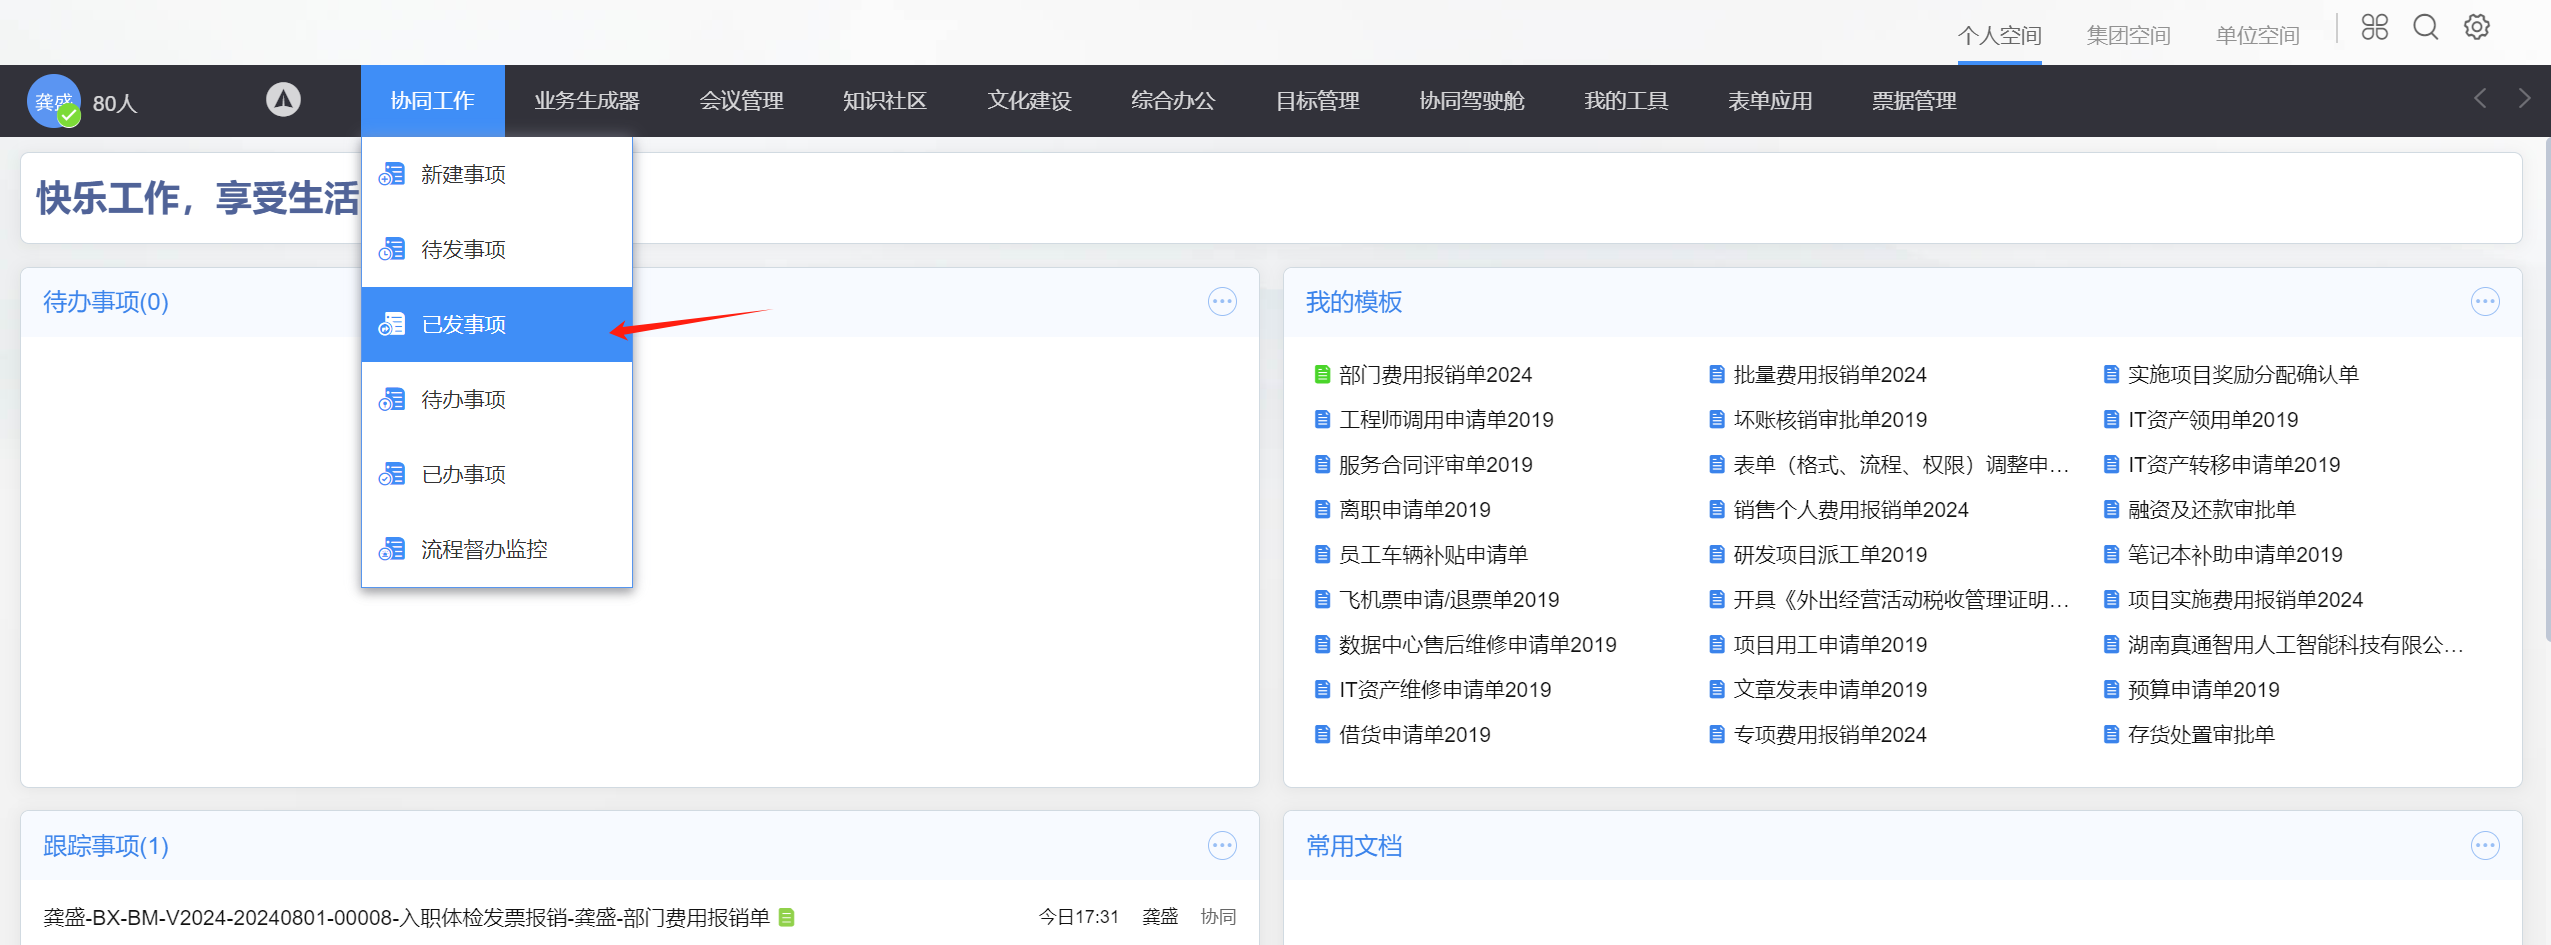 个人空间 集团空间 单位空间
龚盛 80人 协同工作 业务生成器 会议管理 知识社区 文化建设 综合办公 目标管理 协同驾驶舱 我的工具 表单应用 票据管理
新建事项
待发事项
已发事项
待办事项
已办事项
流程督办监控
快乐工作，享受生活
待办事项(0)
我的模板
部门费用报销单2024 批量费用报销单2024 实施项目奖励分配确认单
工程师调用申请单2019 坏账核销审批单2019 IT资产领用单2019
服务合同评审单2019 表单（格式、流程、权限）调整申... IT资产转移申请单2019
离职申请单2019 销售个人费用报销单2024 融资及还款审批单
员工车辆补贴申请单 研发项目派工单2019 笔记本补助申请单2019
飞机票申请/退票单2019 开具《外出经营活动税收管理证明... 项目实施费用报销单2024
数据中心售后维修申请单2019 项目用工申请单2019 湖南真通智用人工智能科技有限公...
IT资产维修申请单2019 文章发表申请单2019 预算申请单2019
借货申请单2019 专项费用报销单2024 存货处置审批单
跟踪事项(1)
龚盛-BX-BM-V2024-20240801-00008-入职体检发票报销-龚盛-部门费用报销单 今日17:31 龚盛 协同
常用文档